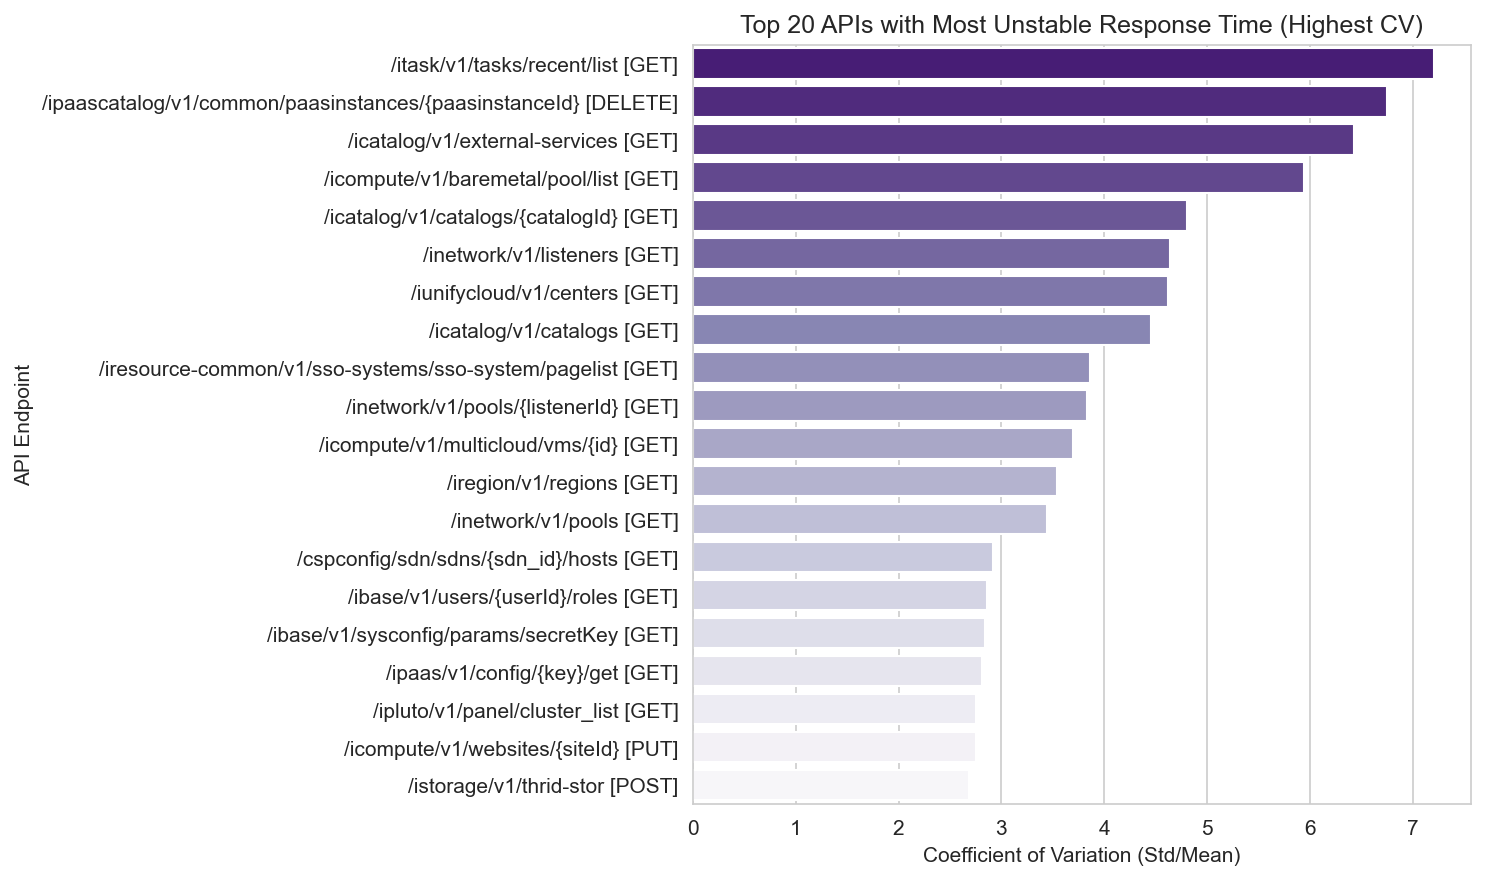 Top 20 APIs with Most Unstable Response Time (Highest CV)
API Endpoint
/itask/v1/tasks/recent/list [GET]
/ipaascatalog/v1/common/paasinstances/{paasinstanceId} [DELETE]
/icatalog/v1/external-services [GET]
/icompute/v1/baremetal/pool/list [GET]
/icatalog/v1/catalogs/{catalogId} [GET]
/inetwork/v1/listeners [GET]
/iunifycloud/v1/centers [GET]
/icatalog/v1/catalogs [GET]
/iresource-common/v1/sso-systems/sso-system/pagelist [GET]
/inetwork/v1/pools/{listenerId} [GET]
/icompute/v1/multicloud/vms/{id} [GET]
/iregion/v1/regions [GET]
/inetwork/v1/pools [GET]
/cspconfig/sdn/sdns/{sdn_id}/hosts [GET]
/ibase/v1/users/{userId}/roles [GET]
/ibase/v1/sysconfig/params/secretKey [GET]
/ipaas/v1/config/{key}/get [GET]
/ipluto/v1/panel/cluster_list [GET]
/icompute/v1/websites/{siteId} [PUT]
/istorage/v1/thrid-stor [POST]
0 1 2 3 4 5 6 7
Coefficient of Variation (Std/Mean)